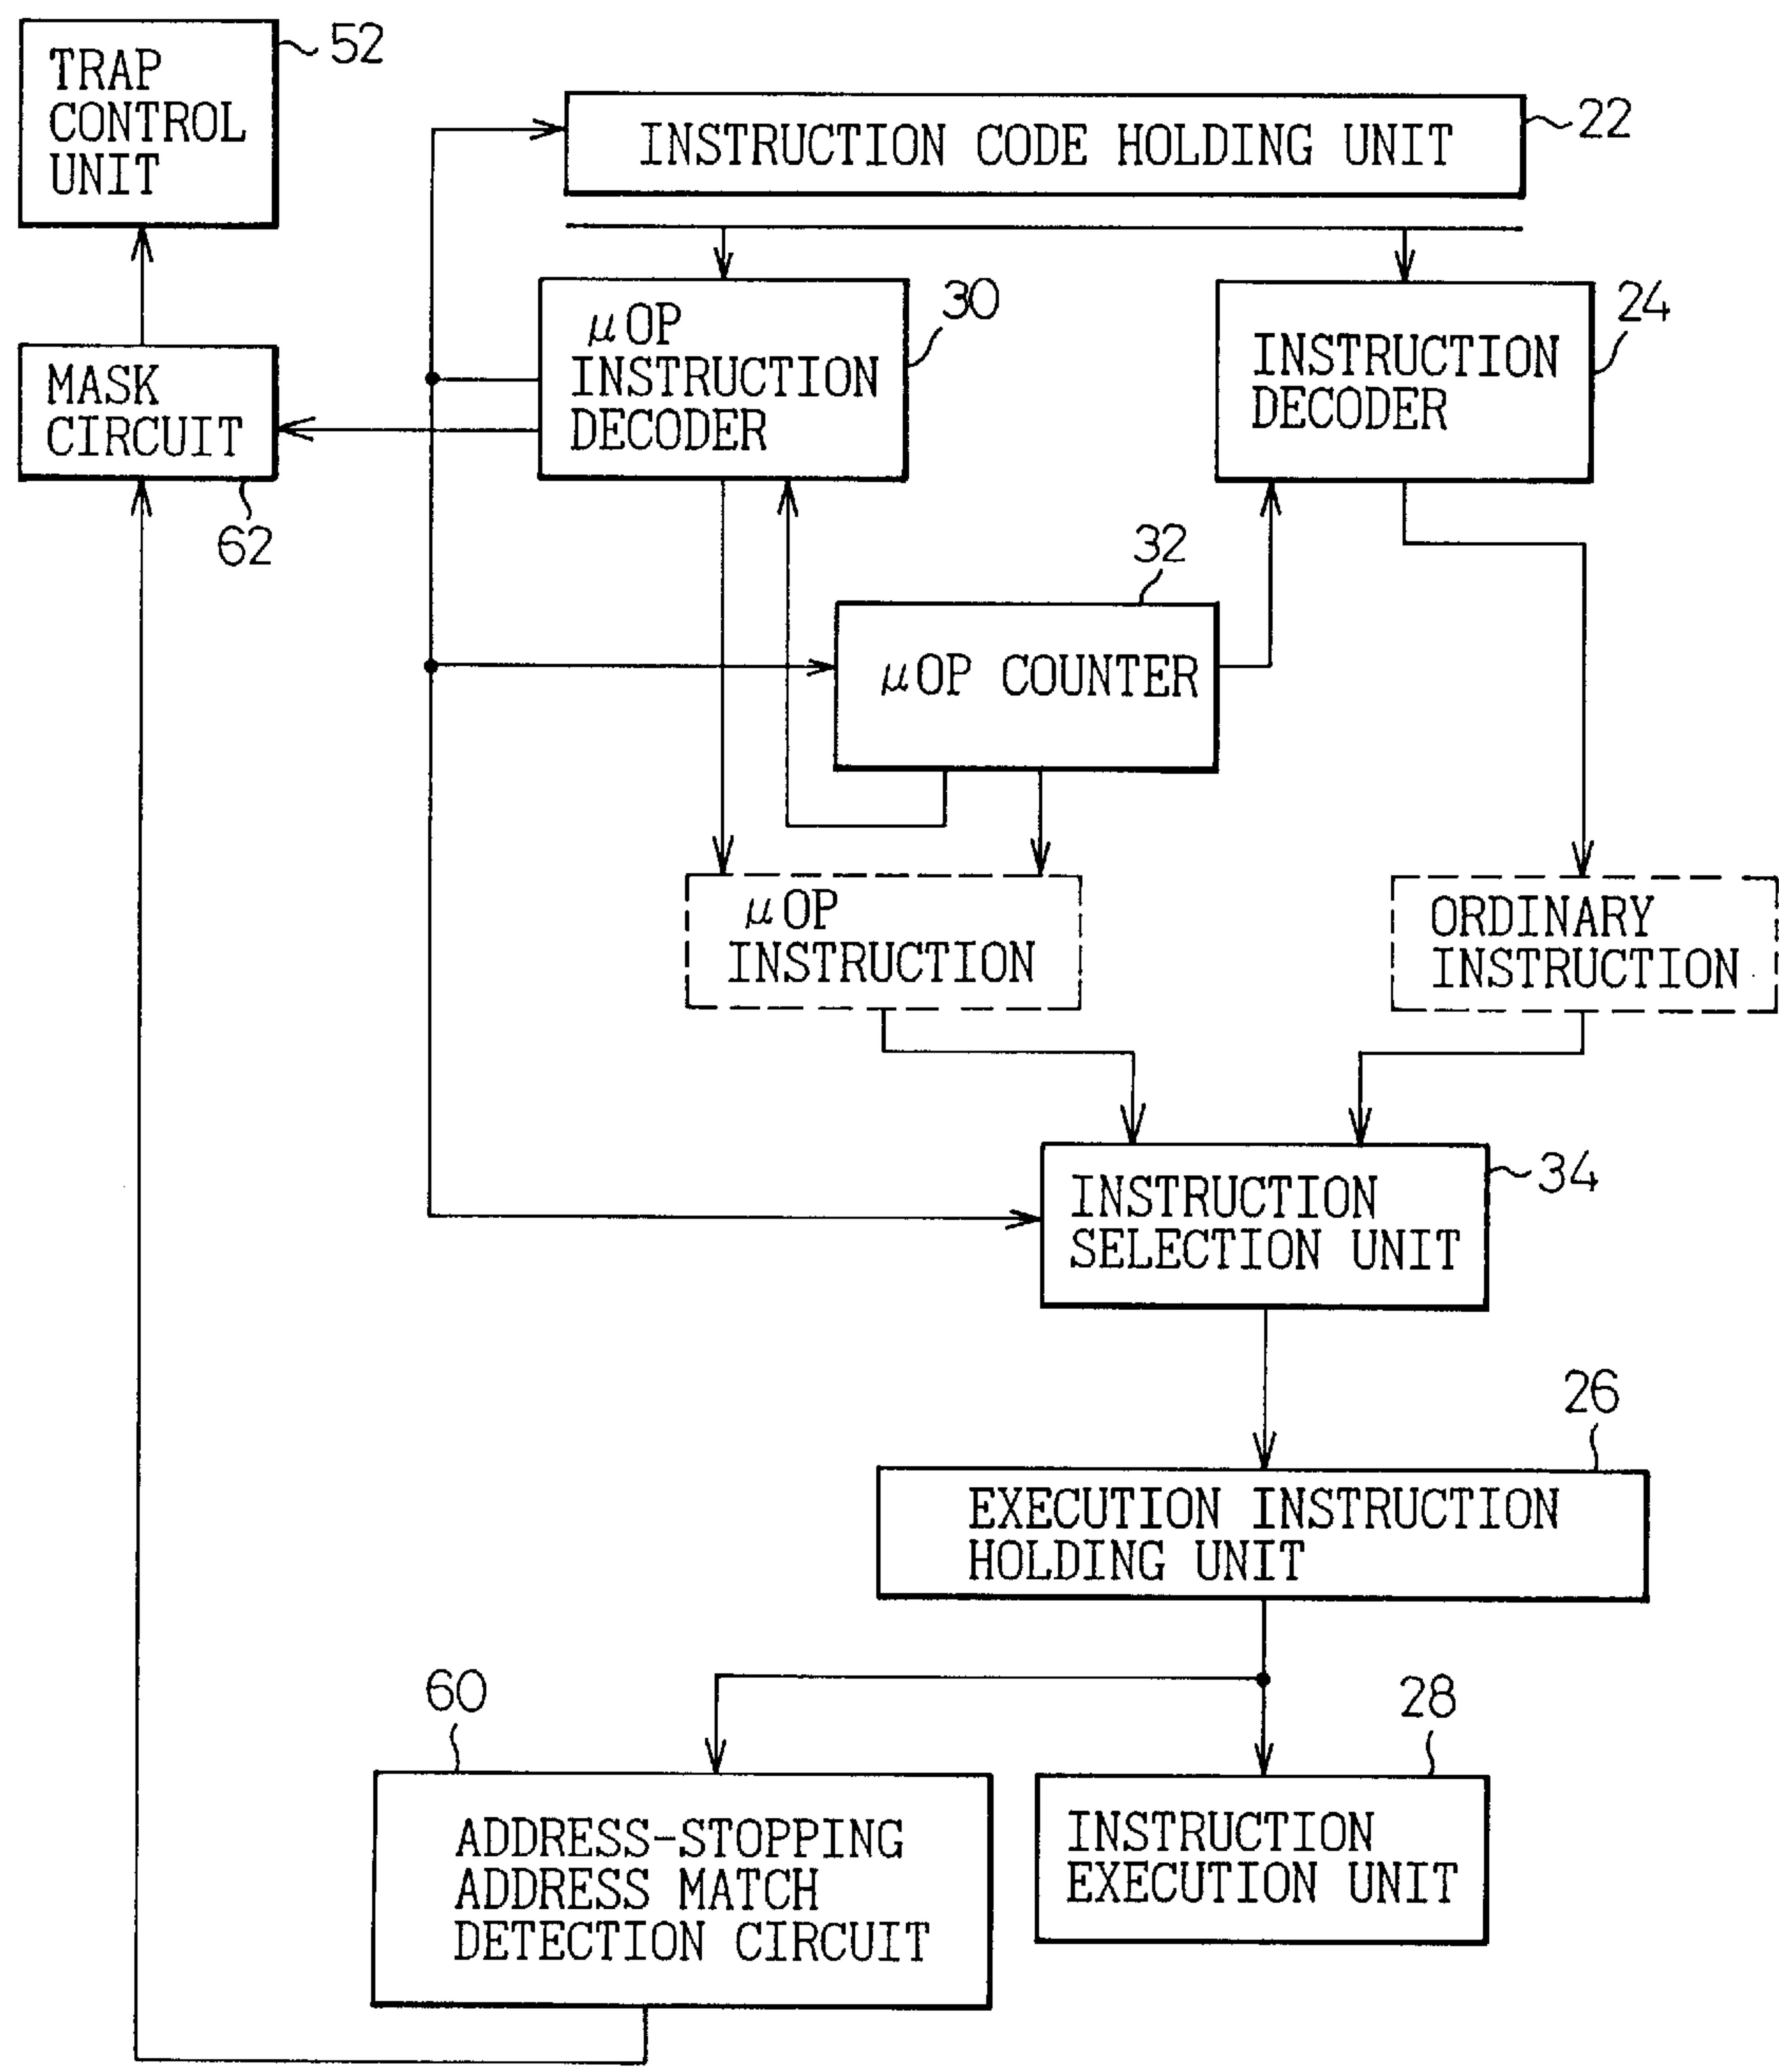 TRAP
CONTROL
UNIT
52
INSTRUCTION CODE HOLDING UNIT
22
μOP
INSTRUCTION
DECODER
30
INSTRUCTION
DECODER
24
MASK
CIRCUIT
62
32
μOP COUNTER
μOP
INSTRUCTION
ORDINARY
INSTRUCTION
INSTRUCTION
SELECTION UNIT
34
26
EXECUTION INSTRUCTION
HOLDING UNIT
60
28
ADDRESS-STOPPING
ADDRESS MATCH
DETECTION CIRCUIT
INSTRUCTION
EXECUTION UNIT